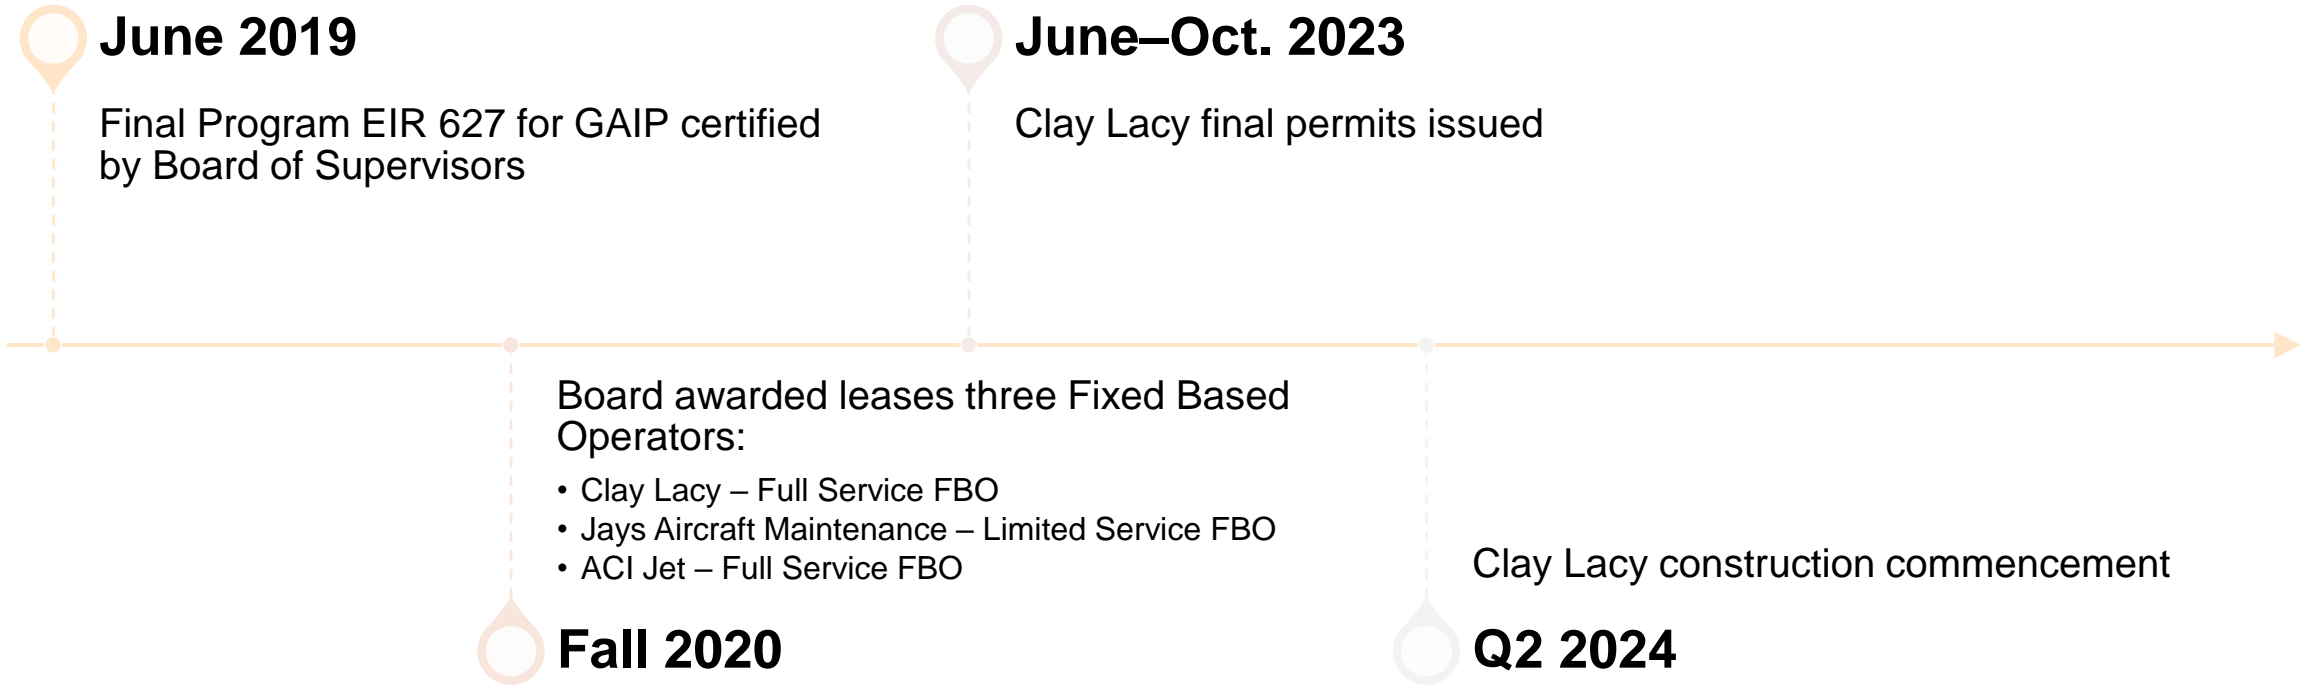 June 2019
Final Program EIR 627 for GAIP certified
by Board of Supervisors
Fall 2020
Board awarded leases three Fixed Based
Operators:
• Clay Lacy – Full Service FBO
• Jays Aircraft Maintenance – Limited Service FBO
• ACI Jet – Full Service FBO
June–Oct. 2023
Clay Lacy final permits issued
Q2 2024
Clay Lacy construction commencement